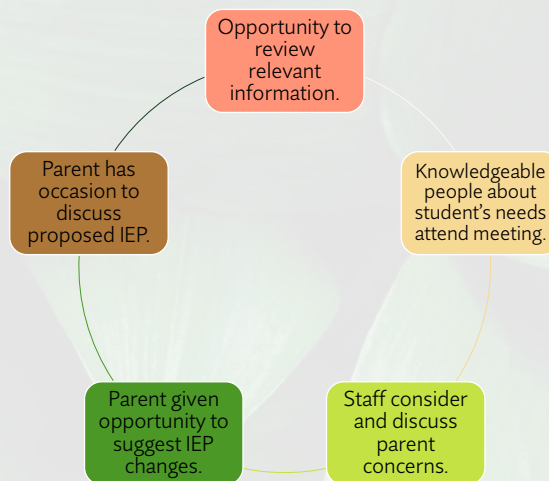 Opportunity to
review
relevant
information.
Knowledgeable
people about
student's needs
attend meeting.
Staff consider
and discuss
parent
concerns.
Parent given
opportunity to
suggest IEP
changes.
Parent has
occasion to
discuss
proposed IEP.